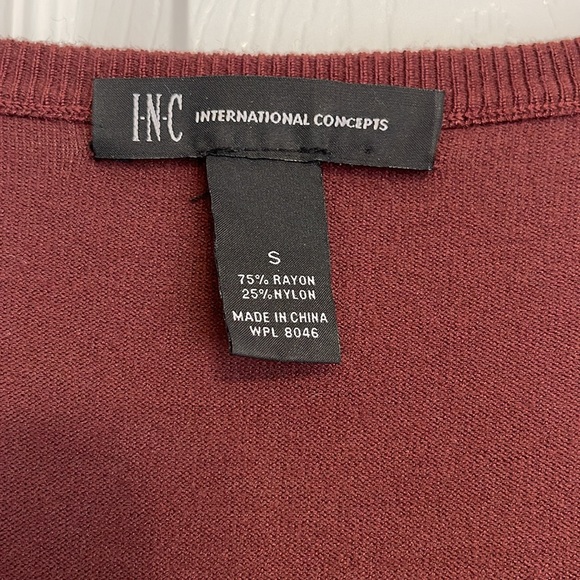 I·N·C INTERNATIONAL CONCEPTS
S
75% RAYON
25% NYLON
MADE IN CHINA
WPL 8046